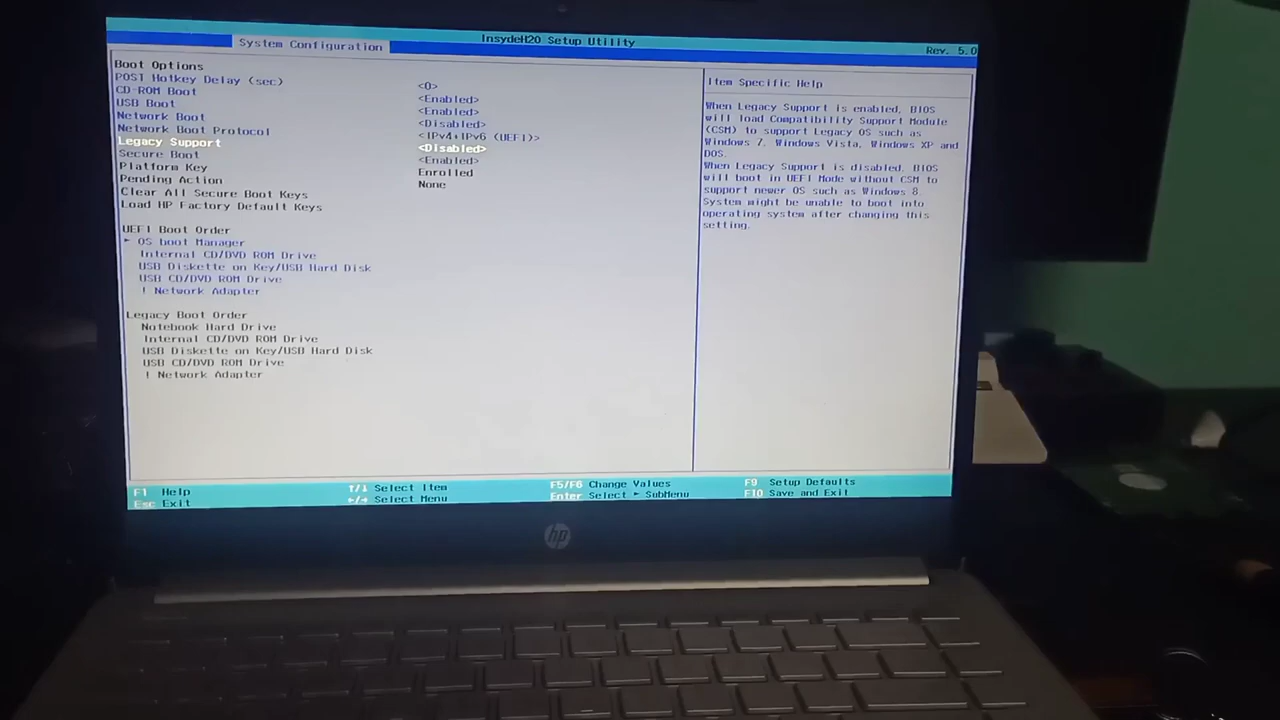 InsydeH20 Setup Utility
Rev. 5.0
System Configuration
Boot Options
POST Hotkey Delay (sec) <0>
CD-ROM Boot <Enabled>
USB Boot <Enabled>
Network Boot <Disabled>
Network Boot Protocol <IPv4+IPv6 (UEFI)>
Legacy Support <Disabled>
Secure Boot <Enabled>
Platform Key Enrolled
Pending Action None
Clear All Secure Boot Keys
Load HP Factory Default Keys
UEFI Boot Order
► OS boot Manager
Internal CD/DVD ROM Drive
USB Diskette on Key/USB Hard Disk
USB CD/DVD ROM Drive
! Network Adapter
Legacy Boot Order
Notebook Hard Drive
Internal CD/DVD ROM Drive
USB Diskette on Key/USB Hard Disk
USB CD/DVD ROM Drive
! Network Adapter
Item Specific Help
When Legacy Support is enabled, BIOS
will load Compatibility Support Module
(CSM) to support Legacy OS such as
Windows 7, Windows Vista, Windows XP and
DOS.
When Legacy Support is disabled, BIOS
will boot in UEFI Mode without CSM to
support newer OS such as Windows 8.
System might be unable to boot into
operating system after changing this
setting.
F1 Help
↑/↓ Select Item
F5/F6 Change Values
F9 Setup Defaults
Esc Exit
←/→ Select Menu
Enter Select ► SubMenu
F10 Save and Exit
hp